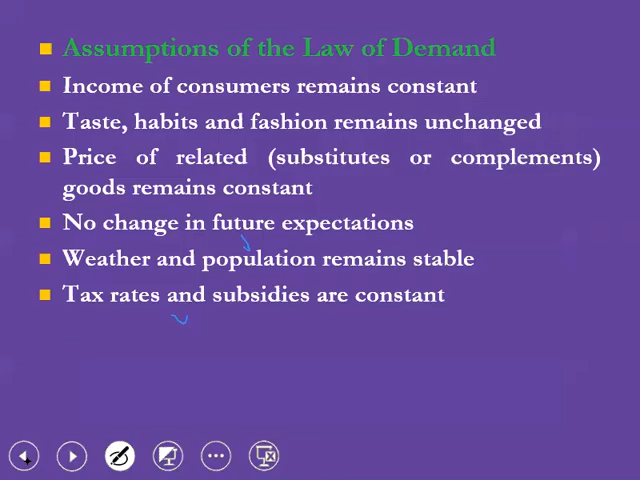 Assumptions of the Law of Demand
Income of consumers remains constant
Taste, habits and fashion remains unchanged
Price of related (substitutes or complements)
goods remains constant
No change in future expectations
Weather and population remains stable
Tax rates and subsidies are constant